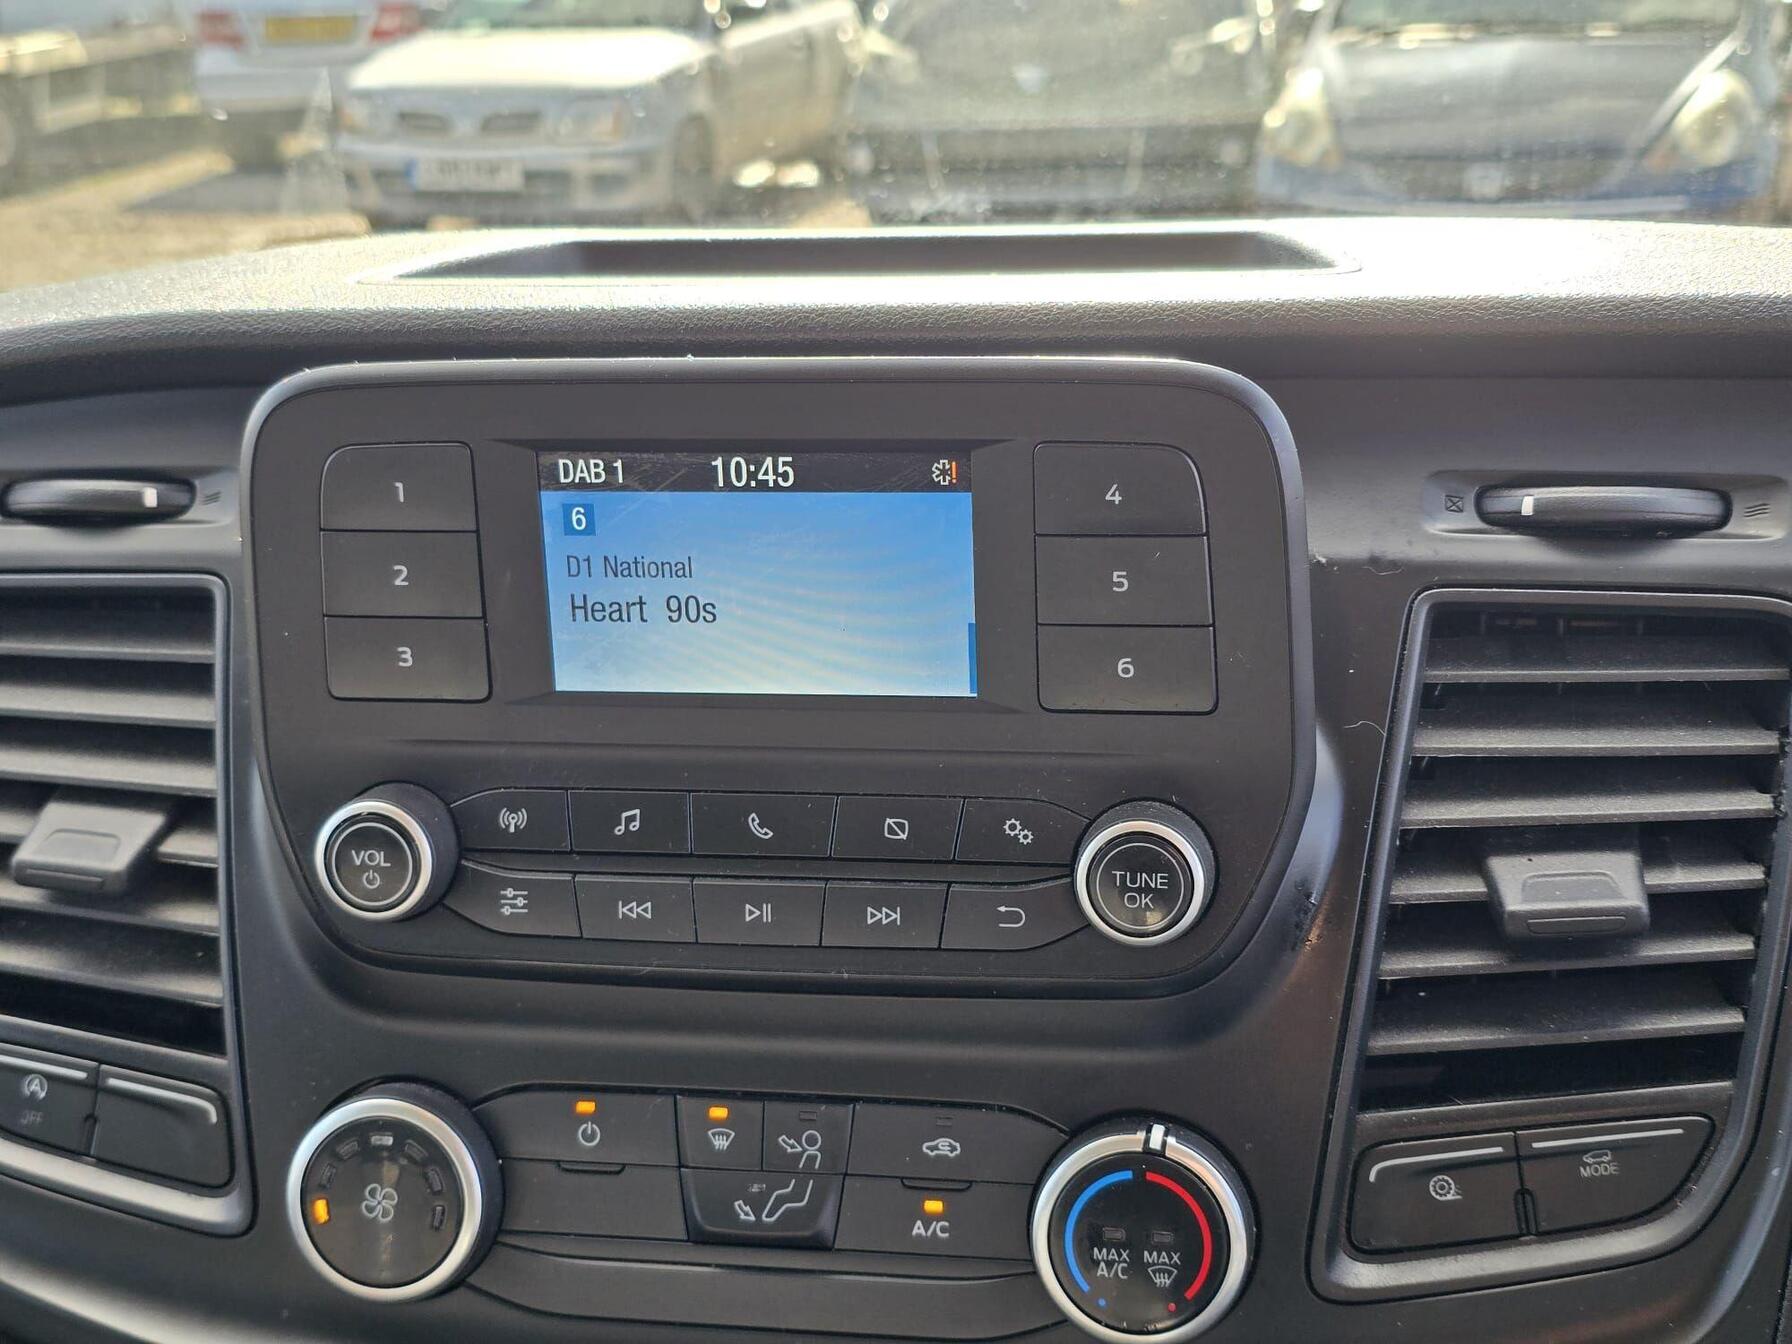 DAB 1 10:45
6
D1 National
Heart 90s
1
2
3
4
5
6
VOL
TUNE
OK
A
OFF
A/C
MAX
A/C
MAX
MODE